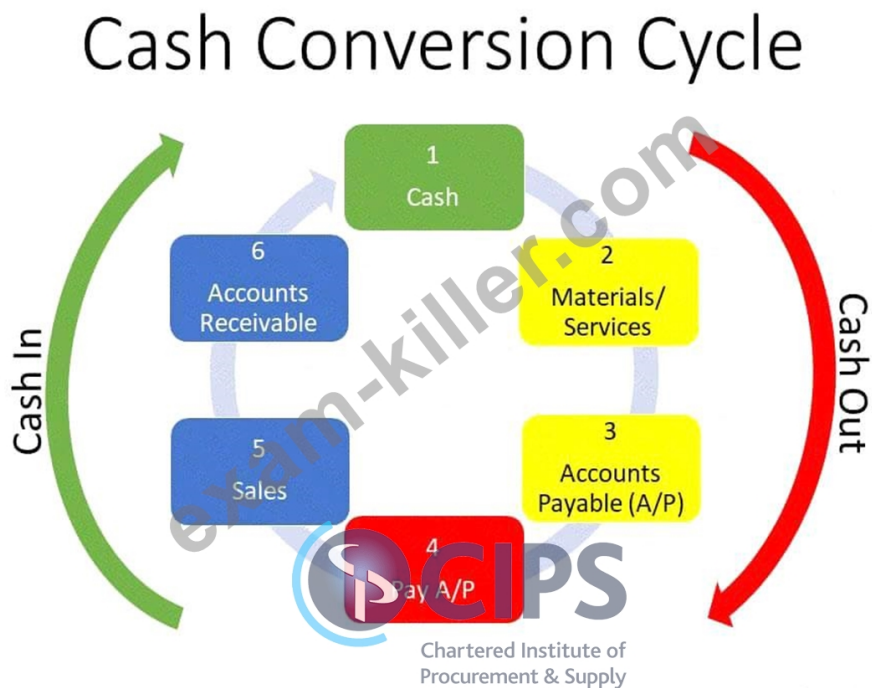 Cash Conversion Cycle
1
Cash
2
Materials/
Services
3
Accounts
Payable (A/P)
4
Pay A/P
5
Sales
6
Accounts
Receivable
Cash In
Cash Out
exam-killer.com
CIPS
Chartered Institute of
Procurement & Supply